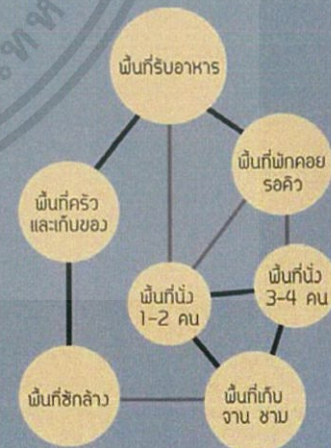 พื้นที่รับอาหาร
พื้นที่พักคอย
รอคิว
พื้นที่ครัว
และเก็บของ
พื้นที่นั่ง
1-2 คน
พื้นที่นั่ง
3-4 คน
พื้นที่ซักล้าง
พื้นที่เก็บ
จาน ชาม